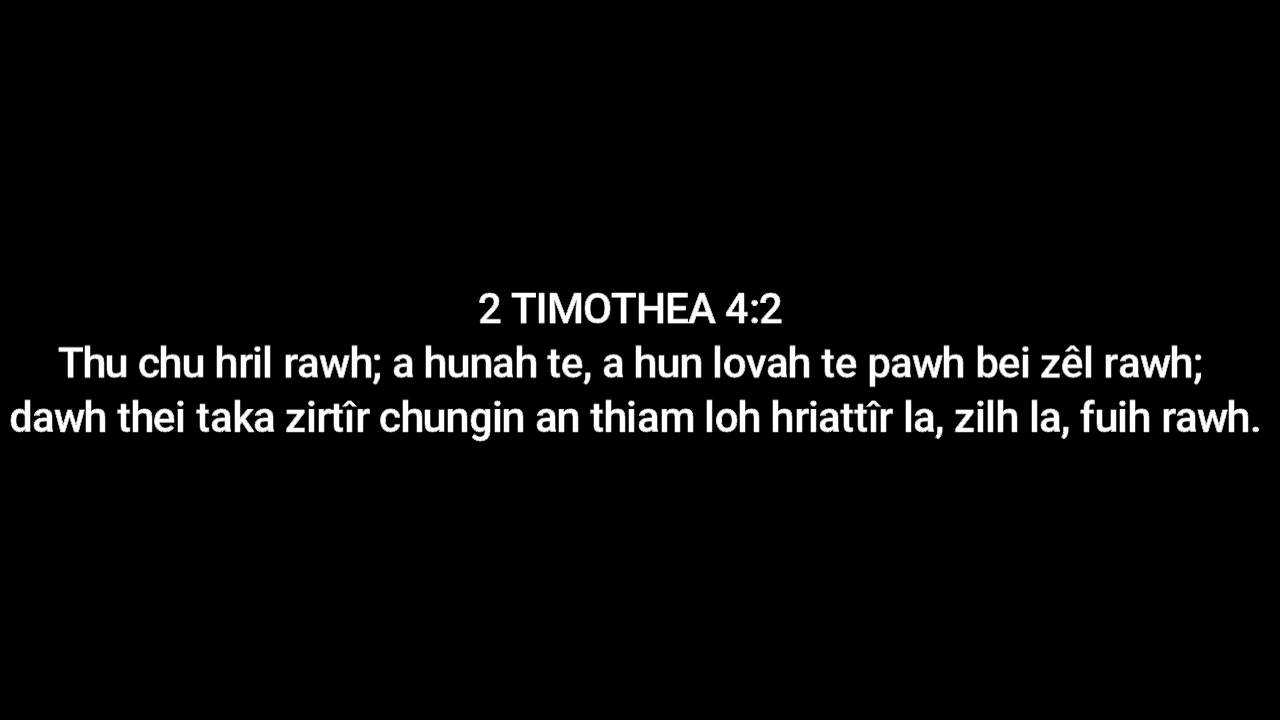 2 TIMOTHEA 4:2
Thu chu hril rawh; a hunah te, a hun lovah te pawh bei zêl rawh;
dawh thei taka zirtîr chungin an thiam loh hriattîr la, zilh la, fuih rawh.